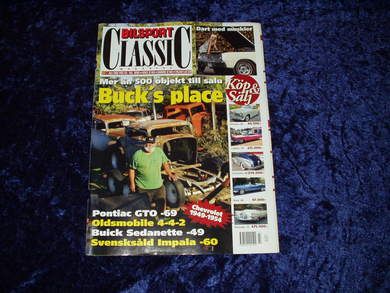 BILSPORT
CLASSIC
Dart med muskler
Mer än 500 objekt till salu
Buck's place
Köp
&
Sälj
Chevrolet
1949-1954
Pontiac GTO -69
Oldsmobile 4-4-2
Buick Sedanette -49
Svensksåld Impala -60